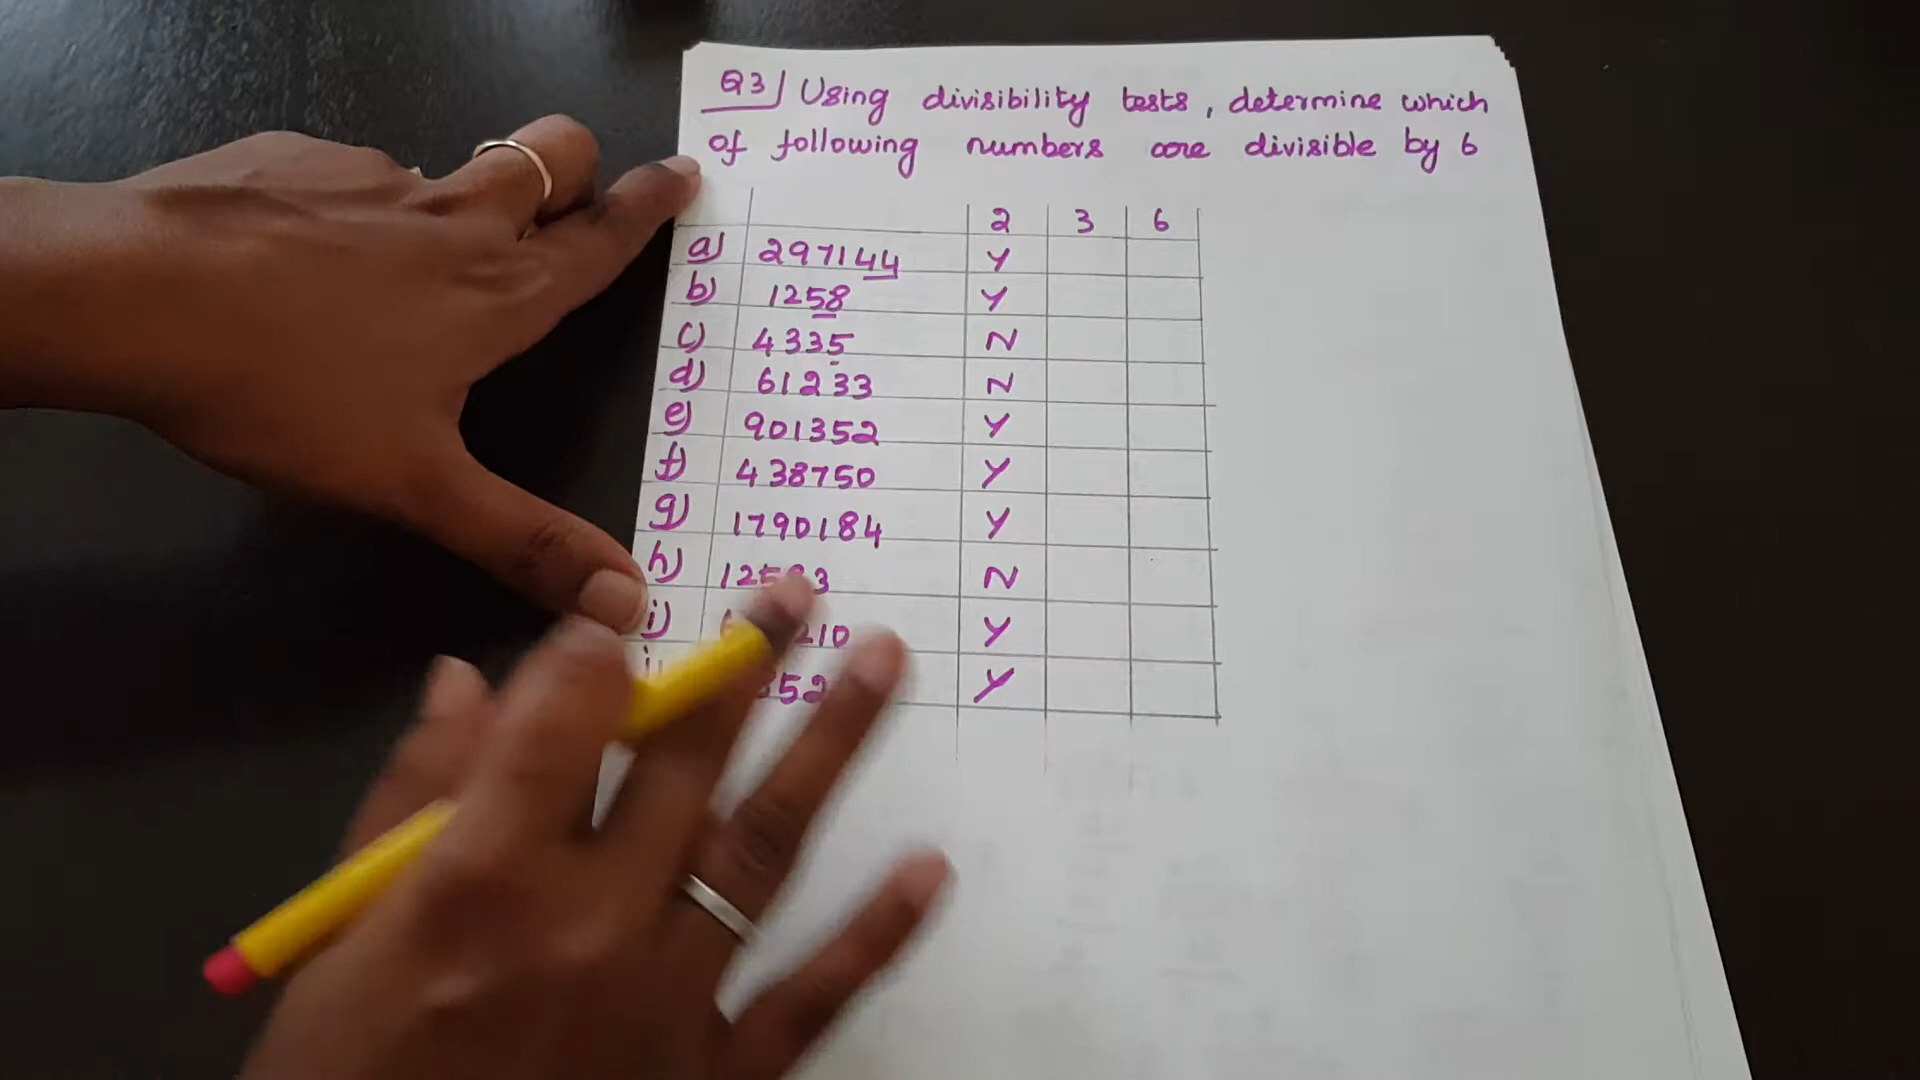 Q3) Using divisibility tests, determine which
of following numbers are divisible by 6
2 3 6
a) 297144 Y
b) 1258 Y
c) 4335 N
d) 61233 N
e) 901352 Y
f) 438750 Y
g) 1790184 Y
h) N
i) Y
Y